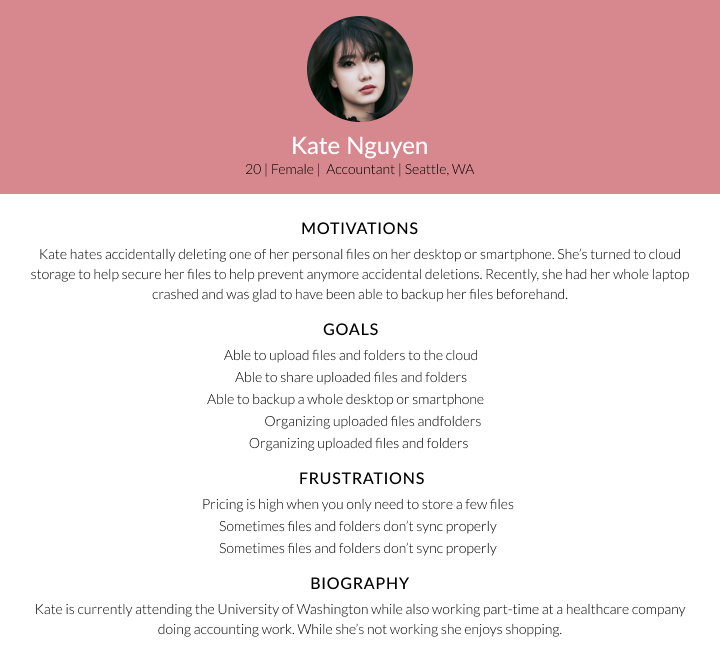 Kate Nguyen
20 | Female | Accountant | Seattle, WA
MOTIVATIONS
Kate hates accidentally deleting one of her personal files on her desktop or smartphone. She's turned to cloud
storage to help secure her files to help prevent anymore accidental deletions. Recently, she had her whole laptop
crashed and was glad to have been able to backup her files beforehand.
GOALS
Able to upload files and folders to the cloud
Able to share uploaded files and folders
Able to backup a whole desktop or smartphone
Organizing uploaded files andfolders
Organizing uploaded files and folders
FRUSTRATIONS
Pricing is high when you only need to store a few files
Sometimes files and folders don't sync properly
Sometimes files and folders don't sync properly
BIOGRAPHY
Kate is currently attending the University of Washington while also working part-time at a healthcare company
doing accounting work. While she's not working she enjoys shopping.